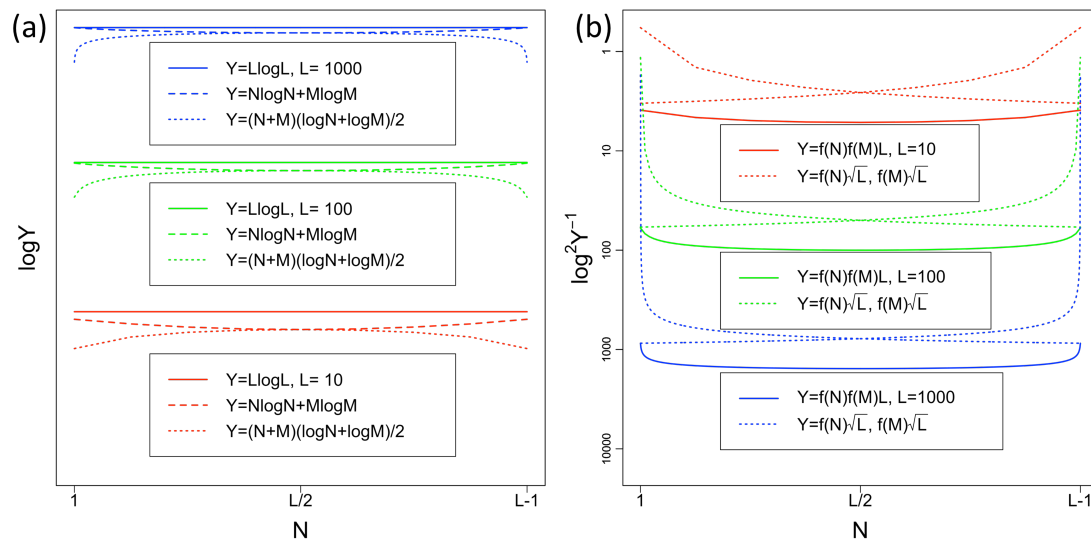 (a)
logY
Y=LlogL, L= 1000
Y=NlogN+MlogM
Y=(N+M)(logN+logM)/2
Y=LlogL, L= 100
Y=NlogN+MlogM
Y=(N+M)(logN+logM)/2
Y=LlogL, L= 10
Y=NlogN+MlogM
Y=(N+M)(logN+logM)/2
1
L/2
L-1
N
(b)
log²Y⁻¹
1
10
100
1000
10000
Y=f(N)f(M)L, L=10
Y=f(N)√L, f(M)√L
Y=f(N)f(M)L, L=100
Y=f(N)√L, f(M)√L
Y=f(N)f(M)L, L=1000
Y=f(N)√L, f(M)√L
1
L/2
L-1
N